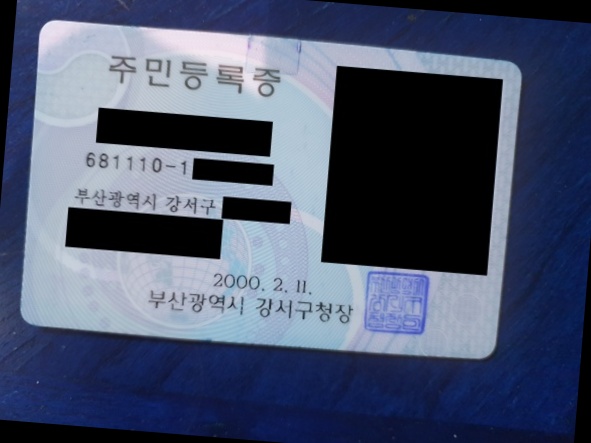 주민등록증
681110-1
부산광역시 강서구
2000. 2. 11.
부산광역시 강서구청장